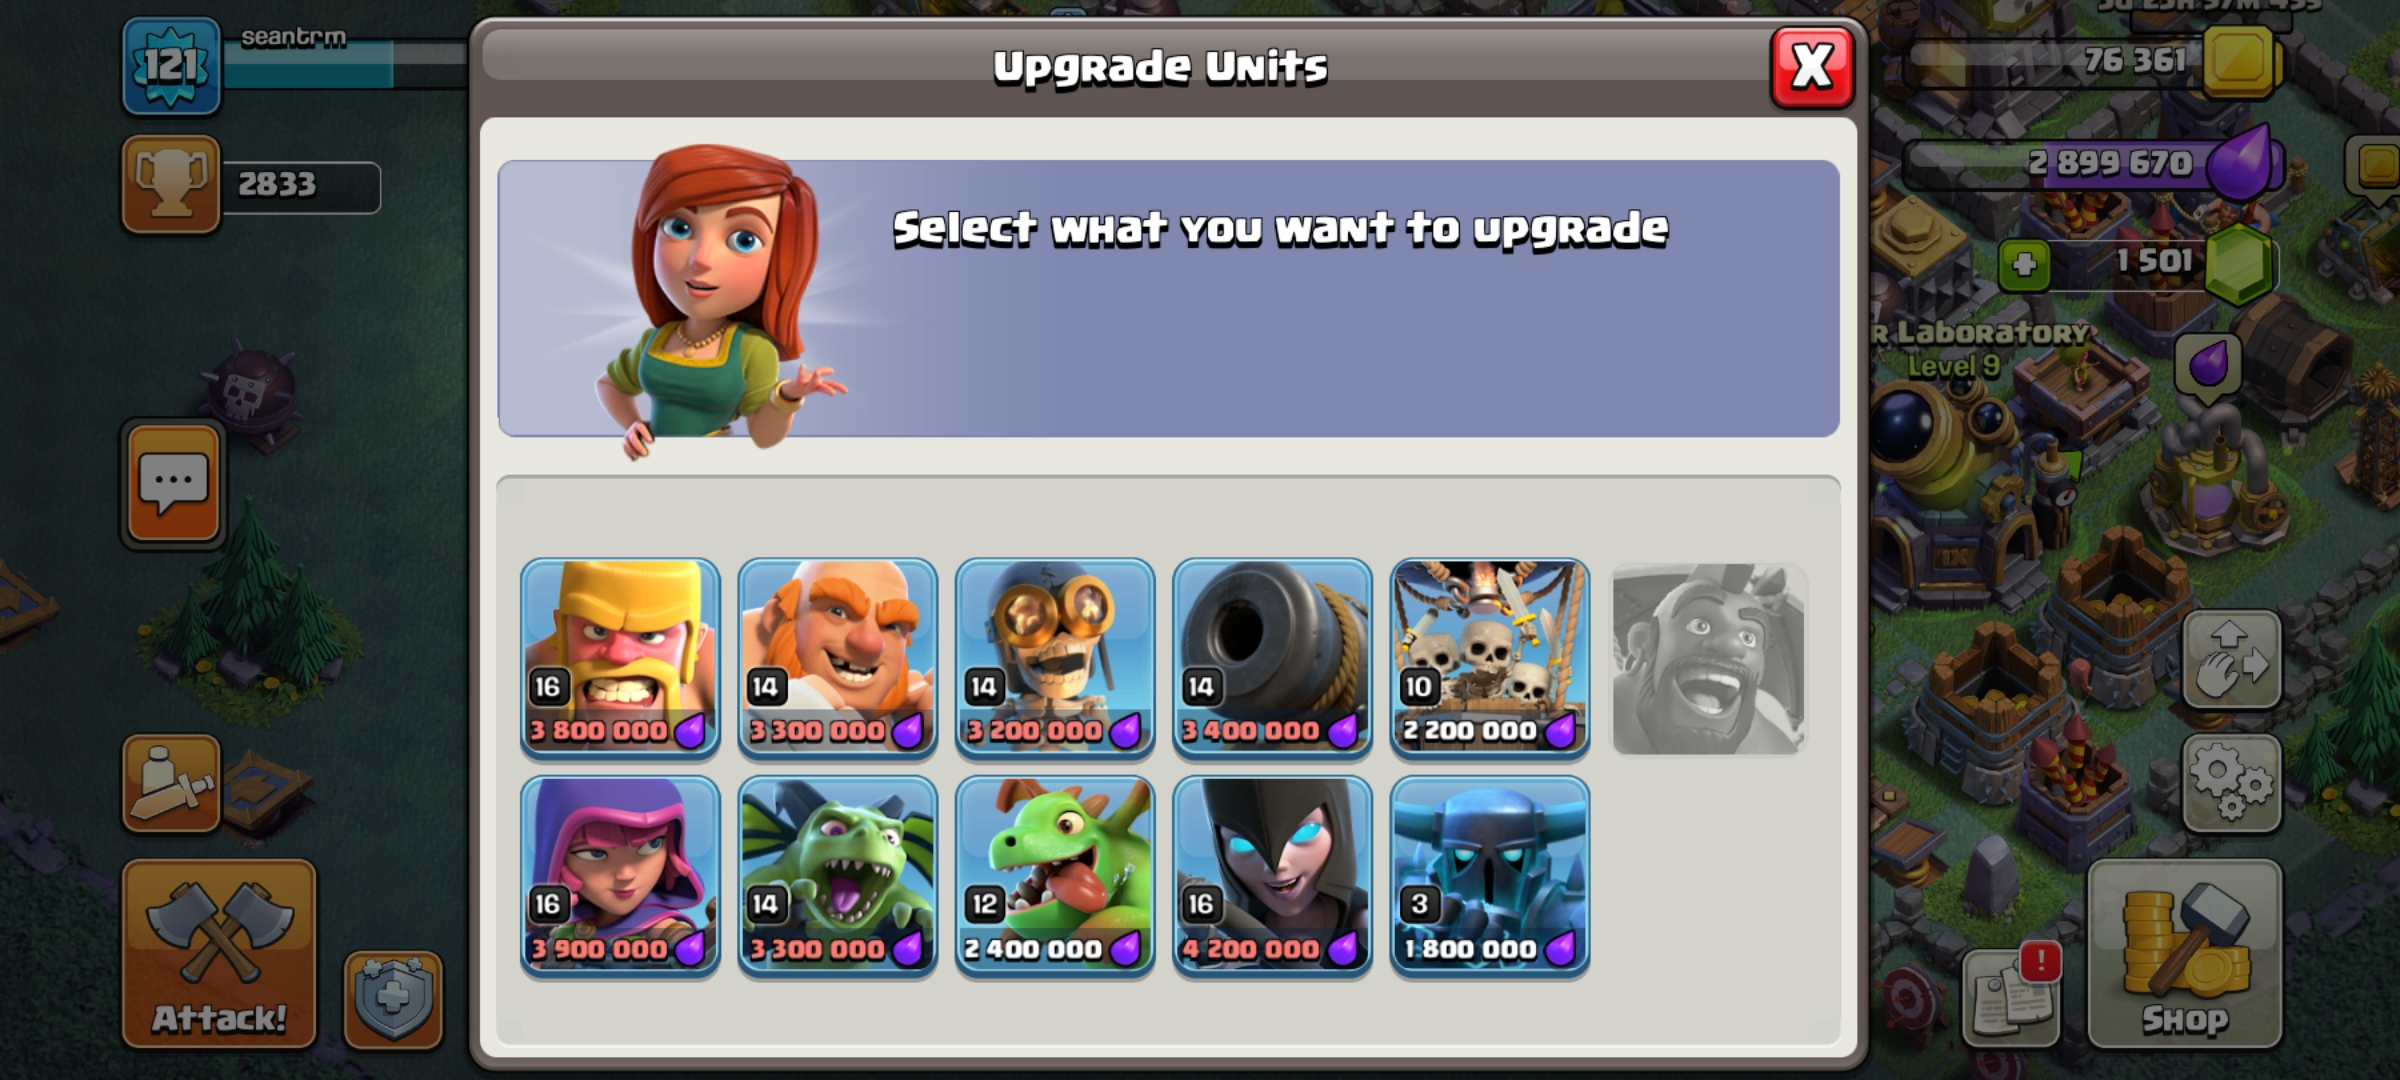 seantrm
121
2833
Upgrade Units
X
76 361
2 899 670
1 501
Select what you want to upgrade
r Laboratory
Level 9
16
3 800 000
14
3 300 000
14
3 200 000
14
3 400 000
10
2 200 000
16
3 900 000
14
3 300 000
12
2 400 000
16
4 200 000
3
1 800 000
Attack!
!
Shop